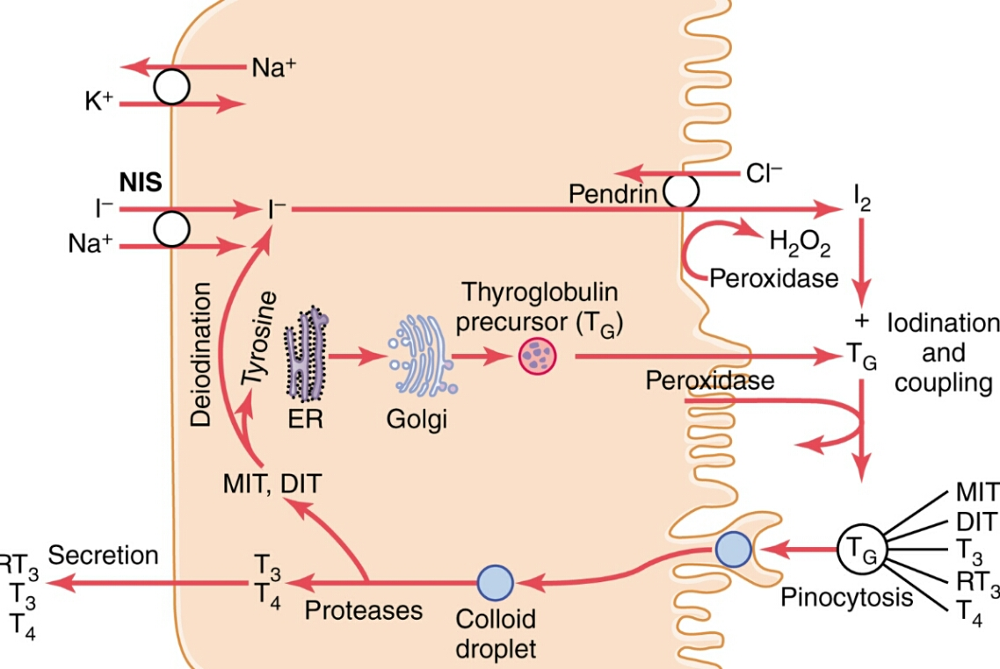 Na⁺
K⁺
NIS
I⁻
I⁻
Na⁺
Pendrin
Cl⁻
I₂
H₂O₂
Peroxidase
Thyroglobulin
precursor (T_G)
+
Iodination
and
coupling
T_G
Peroxidase
Deiodination
Tyrosine
ER
Golgi
MIT, DIT
MIT
DIT
T₃
RT₃
T₄
T_G
Pinocytosis
Secretion
RT₃
T₃
T₄
T₃
T₄
Proteases
Colloid
droplet